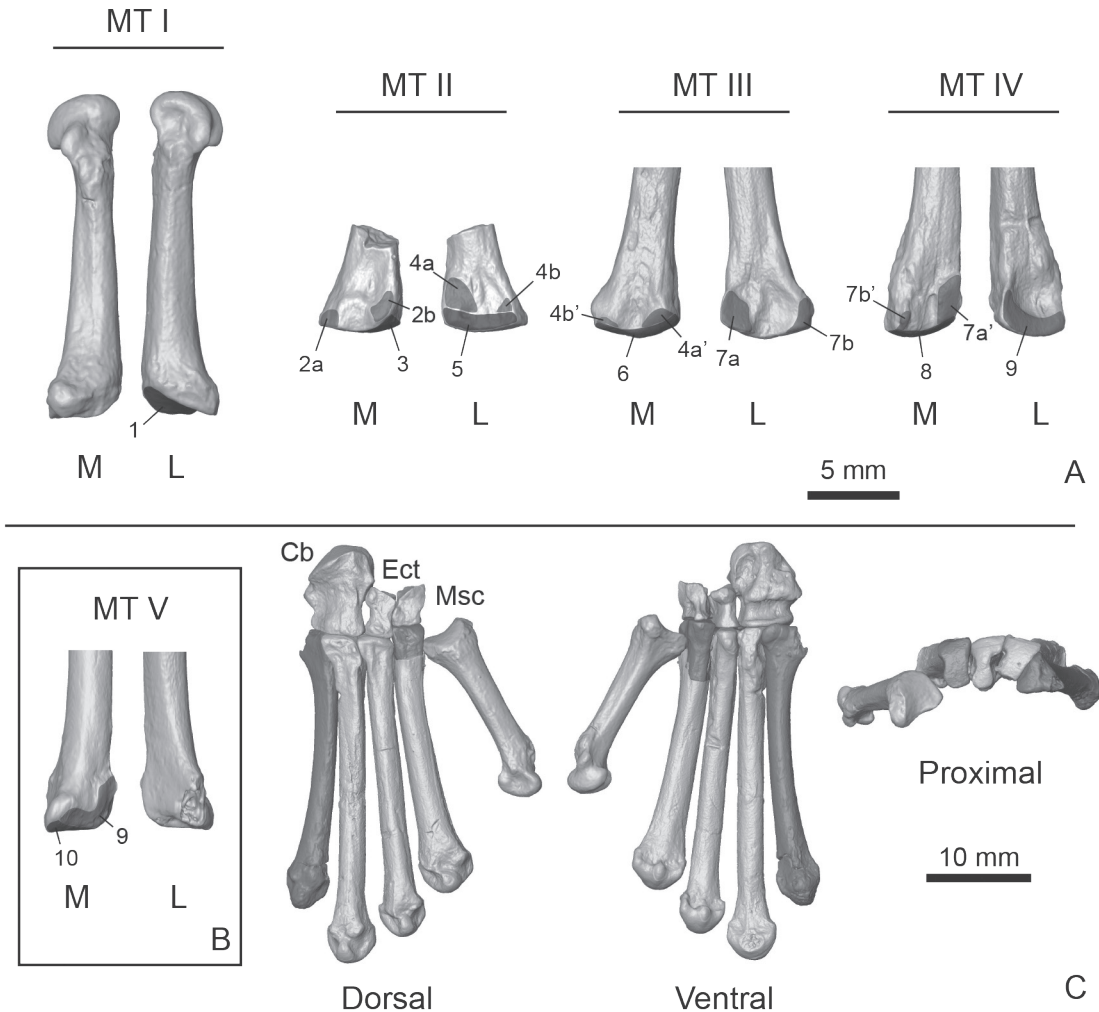 MT I
MT II
MT III
MT IV
4a
4b
2b
2a
3
5
4b'
4a'
6
7a
7b
7b'
7a'
8
9
1
M
L
M
L
M
L
M
L
5 mm
A
MT V
10
9
M
L
B
Cb
Ect
Msc
Dorsal
Ventral
Proximal
10 mm
C